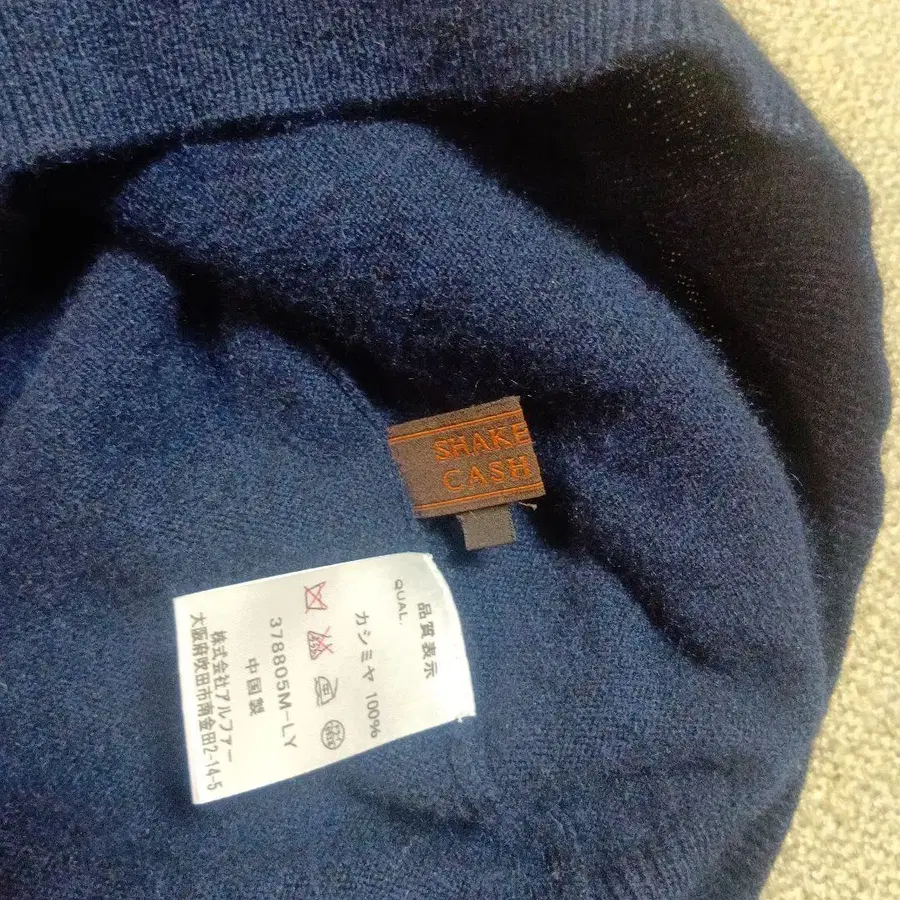 SHAKE
CASH
品質表示
QUAL.
カシミヤ 100%
378805M-LY
中国製
株式会社アルファー
大阪府吹田市南金田2-14-5